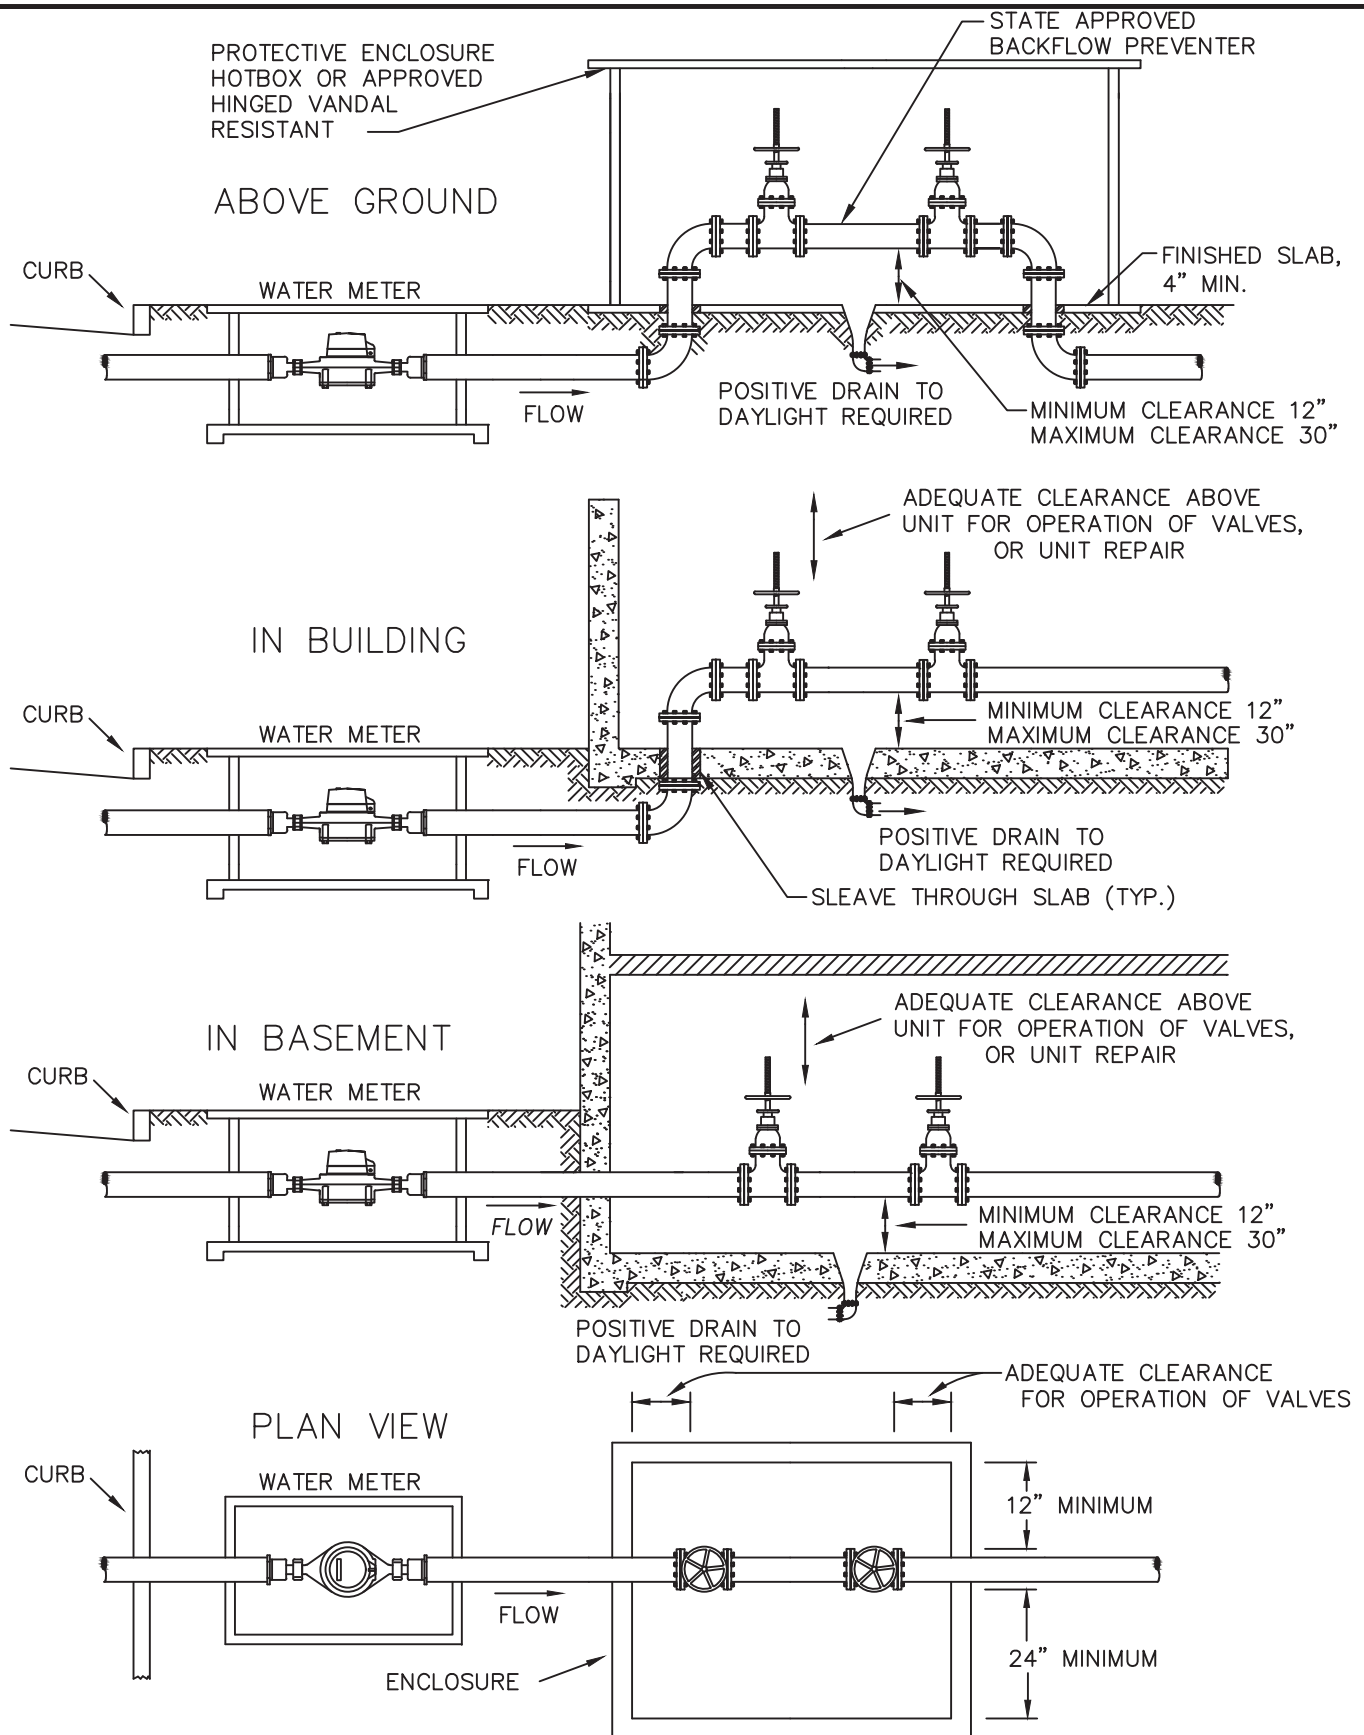 STATE APPROVED
BACKFLOW PREVENTER
PROTECTIVE ENCLOSURE
HOTBOX OR APPROVED
HINGED VANDAL
RESISTANT
ABOVE GROUND
CURB
WATER METER
FINISHED SLAB,
4” MIN.
FLOW
POSITIVE DRAIN TO
DAYLIGHT REQUIRED
MINIMUM CLEARANCE 12”
MAXIMUM CLEARANCE 30”
ADEQUATE CLEARANCE ABOVE
UNIT FOR OPERATION OF VALVES,
OR UNIT REPAIR
IN BUILDING
CURB
WATER METER
MINIMUM CLEARANCE 12”
MAXIMUM CLEARANCE 30”
FLOW
POSITIVE DRAIN TO
DAYLIGHT REQUIRED
SLEAVE THROUGH SLAB (TYP.)
ADEQUATE CLEARANCE ABOVE
UNIT FOR OPERATION OF VALVES,
OR UNIT REPAIR
IN BASEMENT
CURB
WATER METER
FLOW
MINIMUM CLEARANCE 12”
MAXIMUM CLEARANCE 30”
POSITIVE DRAIN TO
DAYLIGHT REQUIRED
ADEQUATE CLEARANCE
FOR OPERATION OF VALVES
PLAN VIEW
CURB
WATER METER
12” MINIMUM
FLOW
24” MINIMUM
ENCLOSURE